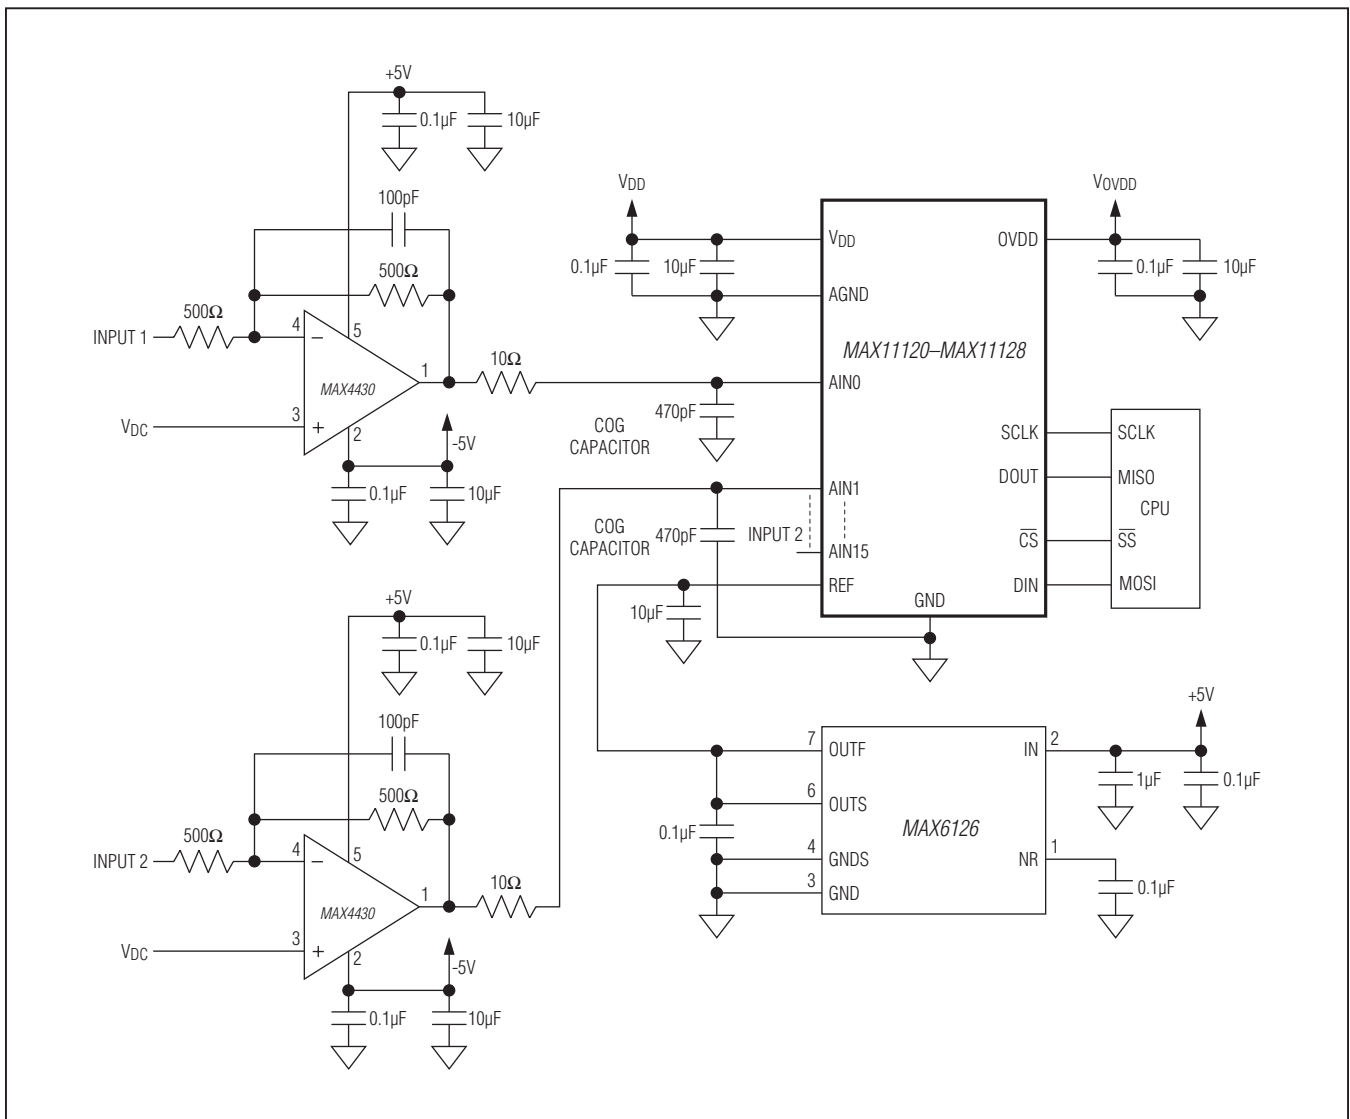 +5V
0.1µF
10µF
100pF
500Ω
500Ω
INPUT 1
4
5
−
MAX4430
1
10Ω
VDC
3
+
2
-5V
0.1µF
10µF
VDD
0.1µF
10µF
VDD
AGND
MAX11120–MAX11128
OVDD
VOVDD
0.1µF
10µF
AIN0
470pF
COG
CAPACITOR
AIN1
COG
CAPACITOR
470pF
INPUT 2
AIN15
REF
10µF
GND
SCLK
DOUT
CS
DIN
SCLK
MISO
CPU
SS
MOSI
+5V
0.1µF
10µF
100pF
500Ω
500Ω
INPUT 2
4
5
−
MAX4430
1
10Ω
VDC
3
+
2
-5V
0.1µF
10µF
7
OUTF
6
OUTS
0.1µF
4
GNDS
3
GND
MAX6126
IN
2
NR
1
+5V
1µF
0.1µF
0.1µF